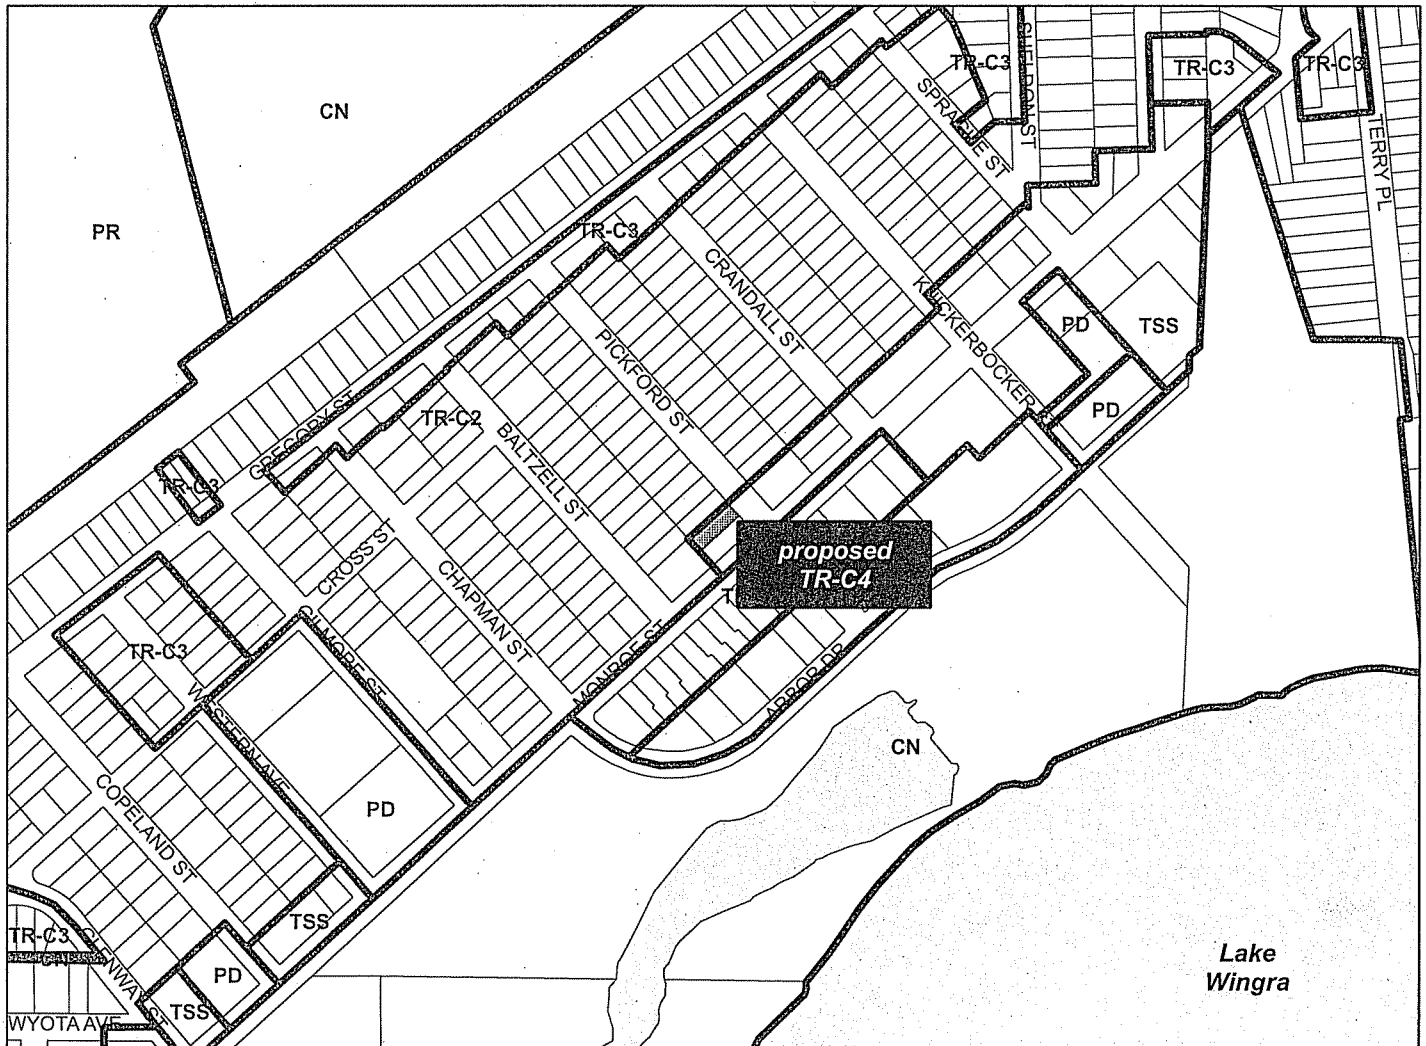 TR-C3
SHELDON ST
TR-C3
TR-C3
CN
SPRAGUE ST
TERRY PL
PR
TR-C3
CRANDALL ST
KNICKERBOCKER ST
PD
TSS
PICKFORD ST
PD
GREGORY ST
TR-C2
BALTZELL ST
TR-C3
proposed
TR-C4
CROSS ST
CHAPMAN ST
GILMORE ST
TR-C3
MONROE ST
ARBOR DR
WESTERN AVE
CN
COPELAND ST
PD
TSS
TR-C3
GLENWAY ST
PD
TSS
WYOTA AVE
Lake
Wingra